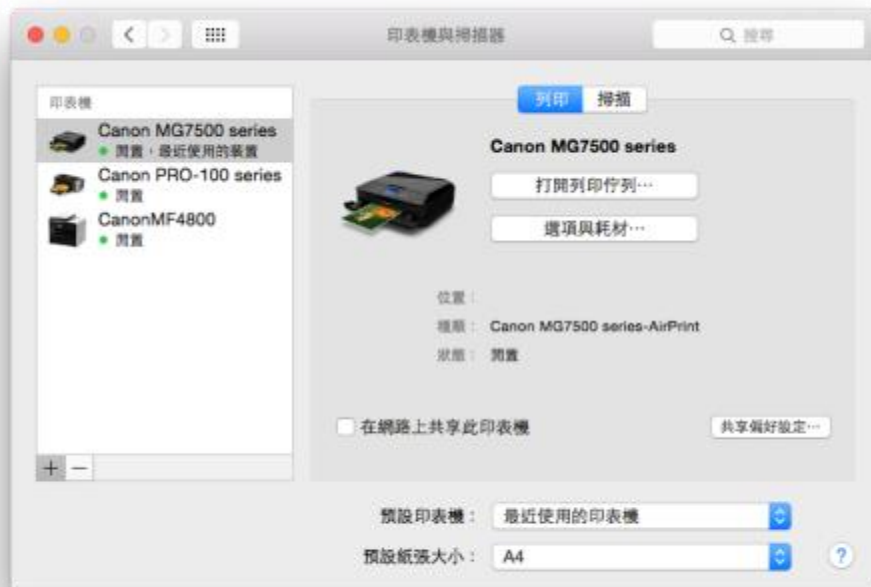 印表機與掃描器
搜尋
印表機
Canon MG7500 series
閒置，最近使用的裝置
Canon PRO-100 series
閒置
CanonMF4800
閒置
列印
掃描
Canon MG7500 series
打開列印佇列⋯
選項與耗材⋯
位置：
種類： Canon MG7500 series-AirPrint
狀態： 閒置
在網路上共享此印表機
共享偏好設定⋯
+ −
預設印表機： 最近使用的印表機
預設紙張大小： A4
?